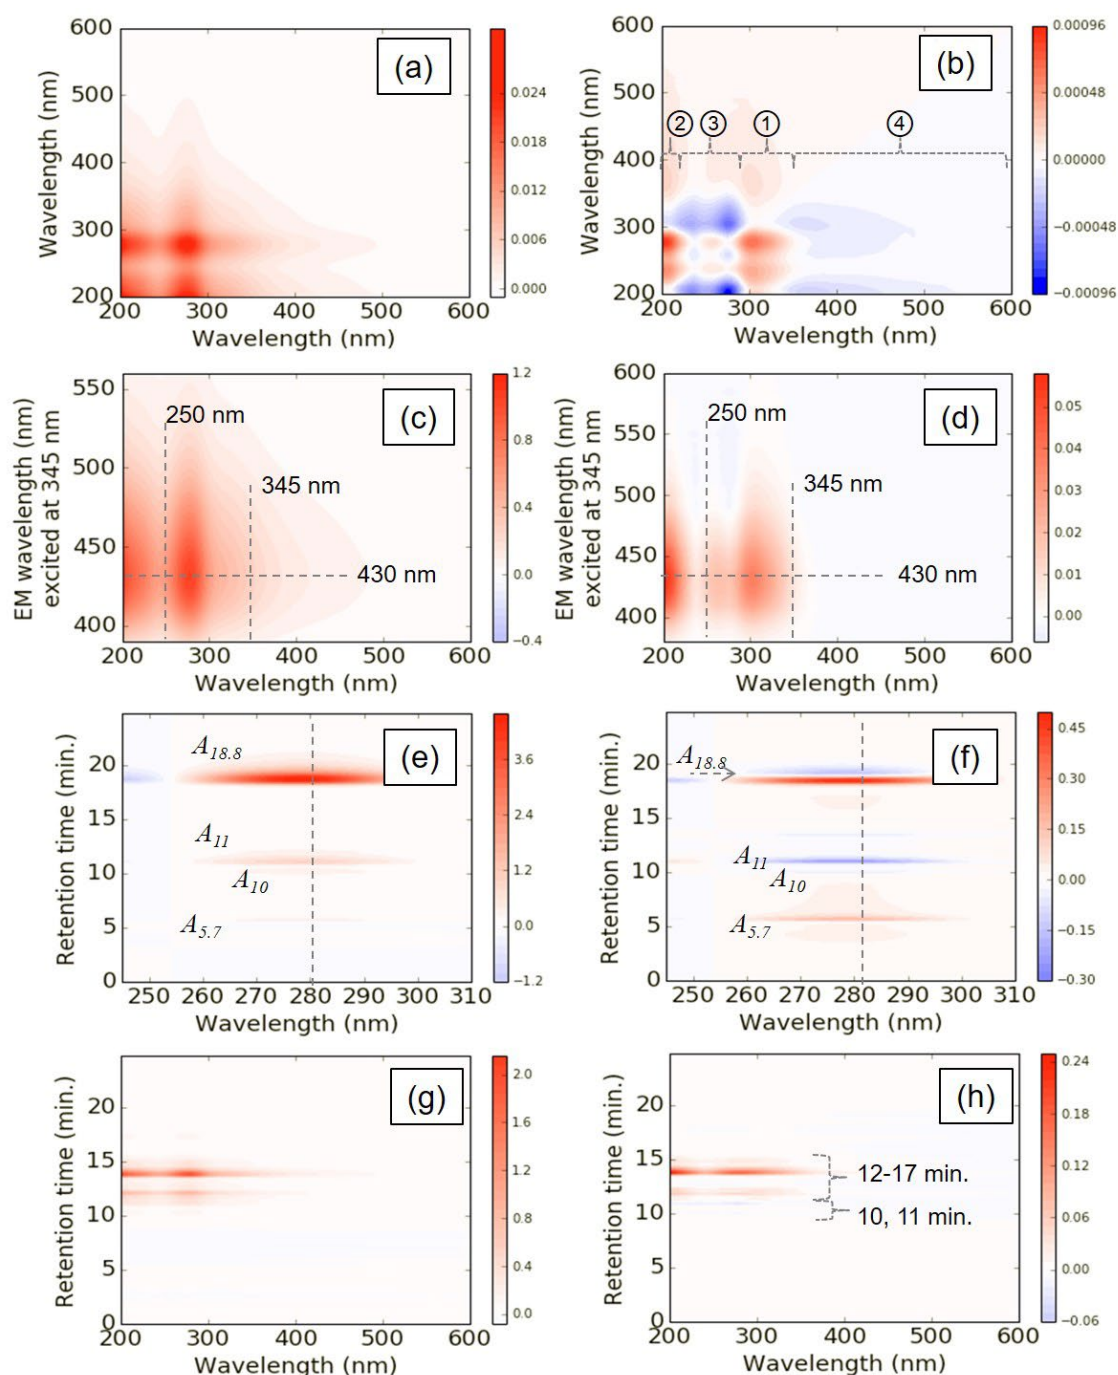 600
500
400
300
200
200 300 400 500 600
Wavelength (nm)
Wavelength (nm)
(a)
0.024
0.018
0.012
0.006
0.000
600
500
400
300
200
200 300 400 500 600
Wavelength (nm)
Wavelength (nm)
(b)
② ③ ① ④
0.00096
0.00048
0.00000
−0.00048
−0.00096
550
500
450
400
200 300 400 500 600
EM wavelength (nm)
excited at 345 nm
Wavelength (nm)
(c)
250 nm
345 nm
430 nm
1.2
0.8
0.4
0.0
−0.4
600
550
500
450
400
200 300 400 500 600
EM wavelength (nm)
excited at 345 nm
Wavelength (nm)
(d)
250 nm
345 nm
430 nm
0.05
0.04
0.03
0.02
0.01
0.00
20
15
10
5
0
250 260 270 280 290 300 310
Retention time (min.)
Wavelength (nm)
(e)
A18.8
A11
A10
A5.7
3.6
2.4
1.2
0.0
−1.2
20
15
10
5
0
250 260 270 280 290 300 310
Retention time (min.)
Wavelength (nm)
(f)
A18.8
A11
A10
A5.7
0.45
0.30
0.15
0.00
−0.15
−0.30
20
15
10
5
0
200 300 400 500 600
Retention time (min.)
Wavelength (nm)
(g)
2.0
1.6
1.2
0.8
0.4
0.0
20
15
10
5
0
200 300 400 500 600
Retention time (min.)
Wavelength (nm)
(h)
12-17 min.
10, 11 min.
0.24
0.18
0.12
0.06
0.00
−0.06